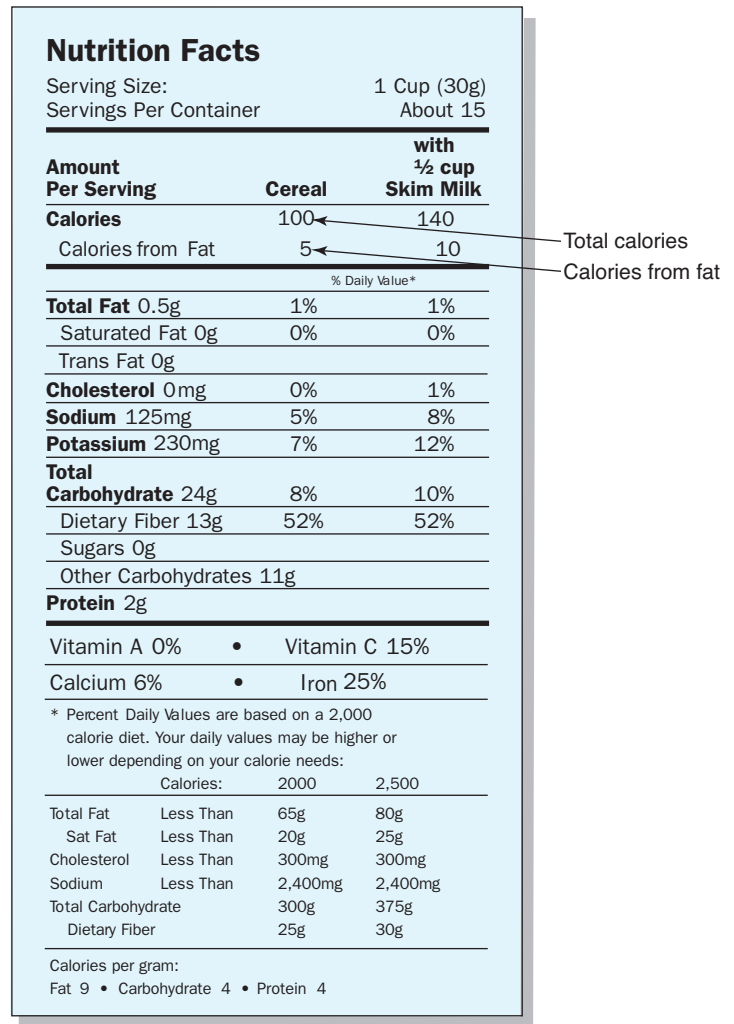 Nutrition Facts
Serving Size: 1 Cup (30g)
Servings Per Container About 15
Amount Per Serving Cereal with ½ cup Skim Milk
Calories 100 140
Total calories
Calories from Fat 5 10
Calories from fat
% Daily Value*
Total Fat 0.5g 1% 1%
Saturated Fat 0g 0% 0%
Trans Fat 0g
Cholesterol 0mg 0% 1%
Sodium 125mg 5% 8%
Potassium 230mg 7% 12%
Total
Carbohydrate 24g 8% 10%
Dietary Fiber 13g 52% 52%
Sugars 0g
Other Carbohydrates 11g
Protein 2g
Vitamin A 0% • Vitamin C 15%
Calcium 6% • Iron 25%
* Percent Daily Values are based on a 2,000
calorie diet. Your daily values may be higher or
lower depending on your calorie needs:
Calories: 2000 2,500
Total Fat Less Than 65g 80g
Sat Fat Less Than 20g 25g
Cholesterol Less Than 300mg 300mg
Sodium Less Than 2,400mg 2,400mg
Total Carbohydrate 300g 375g
Dietary Fiber 25g 30g
Calories per gram:
Fat 9 • Carbohydrate 4 • Protein 4